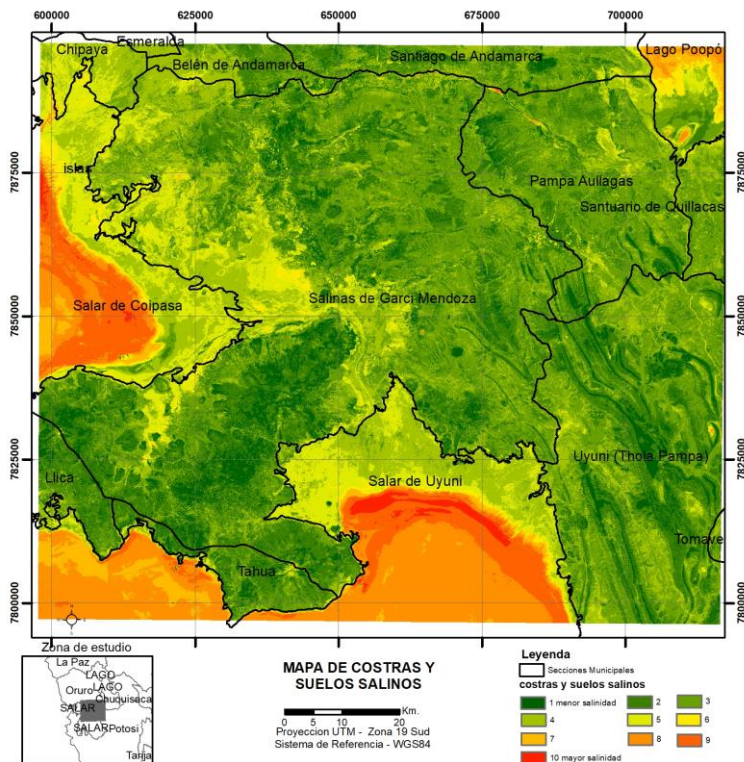 600000 625000 650000 675000 700000
Chipaya
Esmeralda
Belén de Andamarca
Santiago de Andamarca
Lago Poopó
7875000
7875000
islas
Pampa Aullagas
Santuario de Quillacas
Salar de Coipasa
Salinas de Garci Mendoza
7850000
7850000
7825000
7825000
Llica
Salar de Uyuni
Uyuni (Thola Pampa)
Tomave
Tahua
7800000
7800000
Zona de estudio
La Paz
LAGO
Oruro
LAGO
Chuquisaca
SALAR
SALAR
Potosi
Tarija
MAPA DE COSTRAS Y
SUELOS SALINOS
Km.
0 5 10 20
Proyeccion UTM - Zona 19 Sud
Sistema de Referencia - WGS84
Leyenda
Secciones Municipales
costras y suelos salinos
1 menor salinidad 2 3
4 5 6
7 8 9
10 mayor salinidad